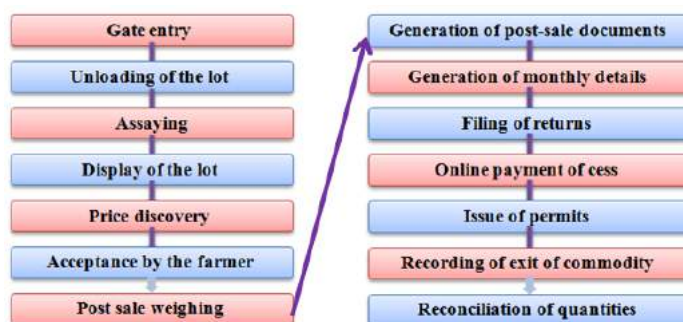 Gate entry
Unloading of the lot
Assaying
Display of the lot
Price discovery
Acceptance by the farmer
Post sale weighing
Generation of post-sale documents
Generation of monthly details
Filing of returns
Online payment of cess
Issue of permits
Recording of exit of commodity
Reconciliation of quantities